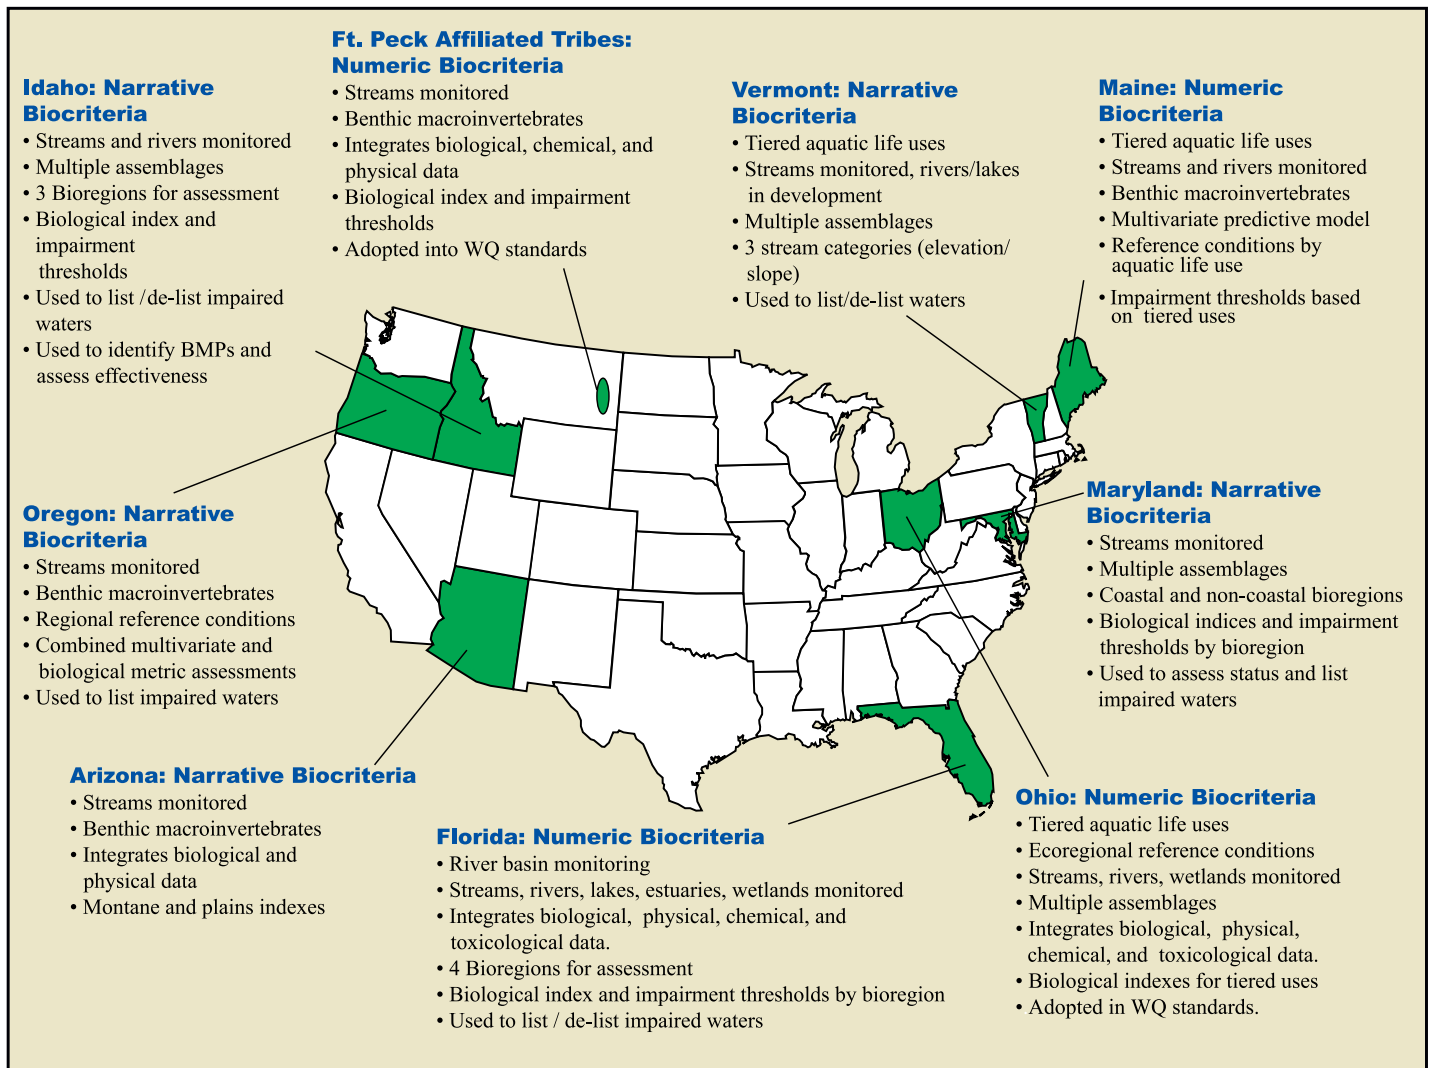 Ft. Peck Affiliated Tribes:
Numeric Biocriteria
• Streams monitored
• Benthic macroinvertebrates
• Integrates biological, chemical, and
physical data
• Biological index and impairment
thresholds
• Adopted into WQ standards
Idaho: Narrative
Biocriteria
• Streams and rivers monitored
• Multiple assemblages
• 3 Bioregions for assessment
• Biological index and
impairment
thresholds
• Used to list /de-list impaired
waters
• Used to identify BMPs and
assess effectiveness
Vermont: Narrative
Biocriteria
• Tiered aquatic life uses
• Streams monitored, rivers/lakes
in development
• Multiple assemblages
• 3 stream categories (elevation/
slope)
• Used to list/de-list waters
Maine: Numeric
Biocriteria
• Tiered aquatic life uses
• Streams and rivers monitored
• Benthic macroinvertebrates
• Multivariate predictive model
• Reference conditions by
aquatic life use
• Impairment thresholds based
on tiered uses
Oregon: Narrative
Biocriteria
• Streams monitored
• Benthic macroinvertebrates
• Regional reference conditions
• Combined multivariate and
biological metric assessments
• Used to list impaired waters
Maryland: Narrative
Biocriteria
• Streams monitored
• Multiple assemblages
• Coastal and non-coastal bioregions
• Biological indices and impairment
thresholds by bioregion
• Used to assess status and list
impaired waters
Arizona: Narrative Biocriteria
• Streams monitored
• Benthic macroinvertebrates
• Integrates biological and
physical data
• Montane and plains indexes
Florida: Numeric Biocriteria
• River basin monitoring
• Streams, rivers, lakes, estuaries, wetlands monitored
• Integrates biological, physical, chemical, and
toxicological data.
• 4 Bioregions for assessment
• Biological index and impairment thresholds by bioregion
• Used to list / de-list impaired waters
Ohio: Numeric Biocriteria
• Tiered aquatic life uses
• Ecoregional reference conditions
• Streams, rivers, wetlands monitored
• Multiple assemblages
• Integrates biological, physical,
chemical, and toxicological data.
• Biological indexes for tiered uses
• Adopted in WQ standards.